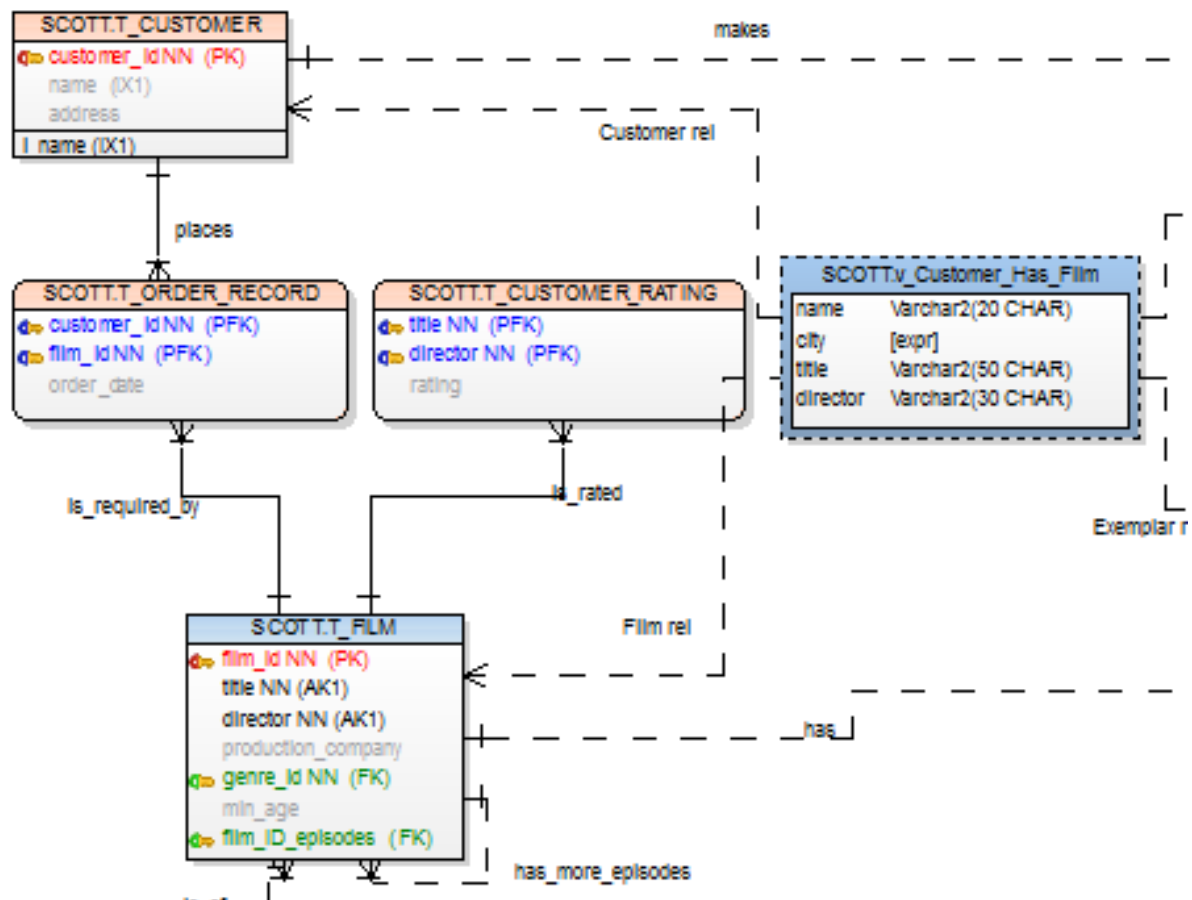 SCOTT.T_CUSTOMER
customer_id NN (PK)
name (IX1)
address
i_name (IX1)
makes
Customer rel
places
SCOTT.T_ORDER_RECORD
customer_id NN (PFK)
film_id NN (PFK)
order_date
SCOTT.T_CUSTOMER_RATING
title NN (PFK)
director NN (PFK)
rating
SCOTT.v_Customer_Has_Film
name Varchar2(20 CHAR)
city [expr]
title Varchar2(50 CHAR)
director Varchar2(30 CHAR)
is_required_by
is_rated
Exemplar r
Film rel
SCOTT.T_FILM
film_id NN (PK)
title NN (AK1)
director NN (AK1)
production_company
genre_id NN (FK)
min_age
film_ID_episodes (FK)
has
has_more_episodes